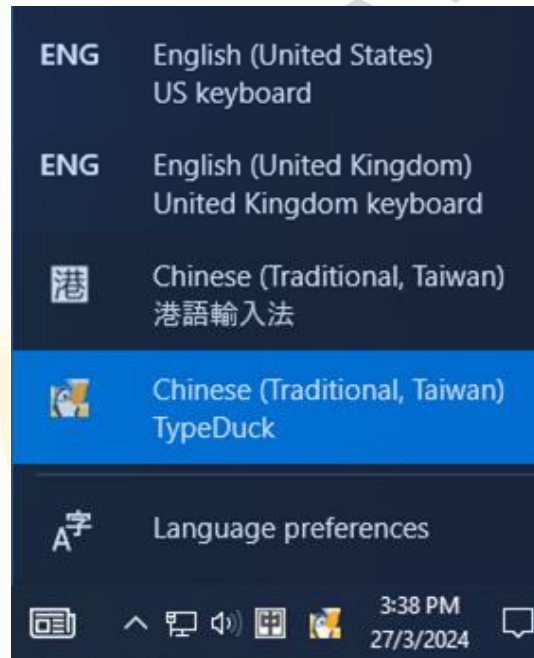 ENG English (United States)
US keyboard
ENG English (United Kingdom)
United Kingdom keyboard
港 Chinese (Traditional, Taiwan)
港語輸入法
Chinese (Traditional, Taiwan)
TypeDuck
A字 Language preferences
中 3:38 PM
27/3/2024